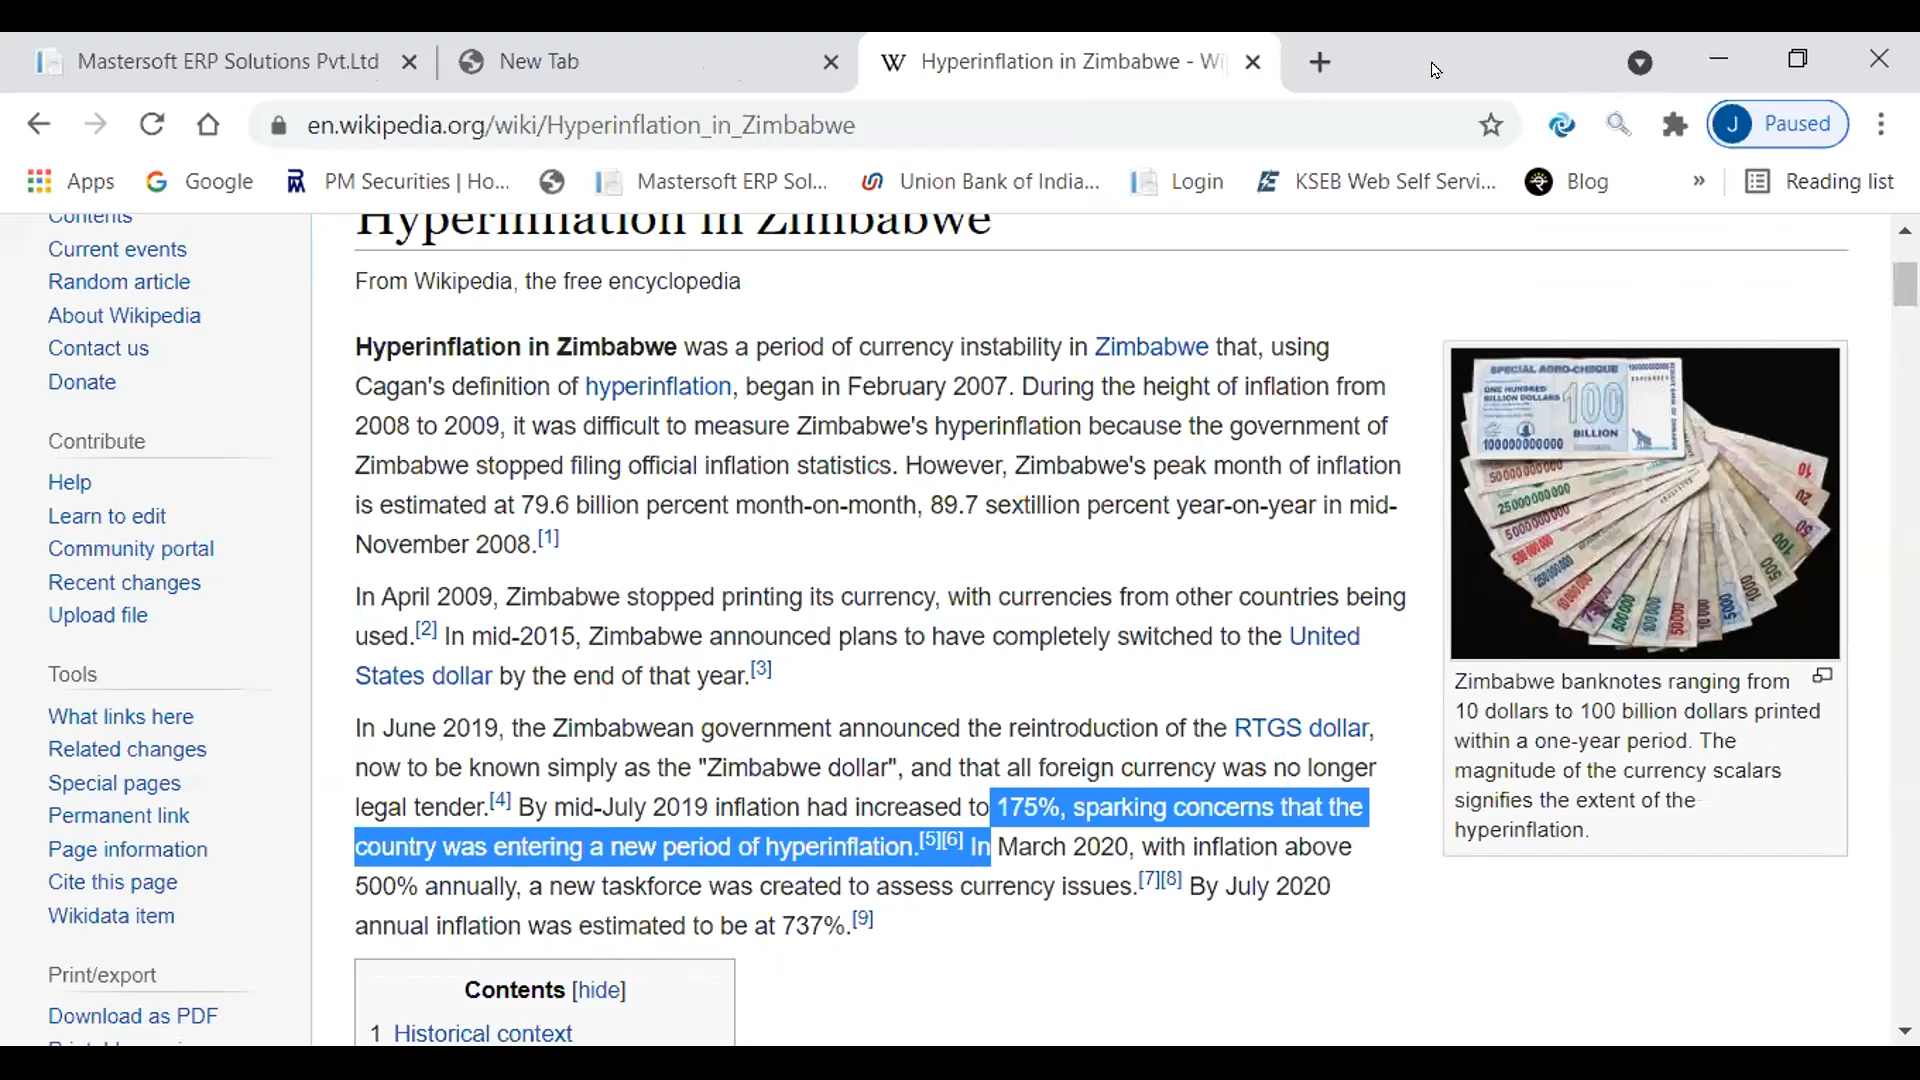 Mastersoft ERP Solutions Pvt.Ltd
New Tab
Hyperinflation in Zimbabwe - Wi
en.wikipedia.org/wiki/Hyperinflation_in_Zimbabwe
J Paused
Apps
Google
PM Securities | Ho...
Mastersoft ERP Sol...
Union Bank of India...
Login
KSEB Web Self Servi...
Blog
»
Reading list
Contents
Current events
Random article
About Wikipedia
Contact us
Donate
Contribute
Help
Learn to edit
Community portal
Recent changes
Upload file
Tools
What links here
Related changes
Special pages
Permanent link
Page information
Cite this page
Wikidata item
Print/export
Download as PDF
Hyperinflation in Zimbabwe
From Wikipedia, the free encyclopedia
Hyperinflation in Zimbabwe was a period of currency instability in Zimbabwe that, using
Cagan's definition of hyperinflation, began in February 2007. During the height of inflation from
2008 to 2009, it was difficult to measure Zimbabwe's hyperinflation because the government of
Zimbabwe stopped filing official inflation statistics. However, Zimbabwe's peak month of inflation
is estimated at 79.6 billion percent month-on-month, 89.7 sextillion percent year-on-year in mid-
November 2008.[1]
In April 2009, Zimbabwe stopped printing its currency, with currencies from other countries being
used.[2] In mid-2015, Zimbabwe announced plans to have completely switched to the United
States dollar by the end of that year.[3]
In June 2019, the Zimbabwean government announced the reintroduction of the RTGS dollar,
now to be known simply as the "Zimbabwe dollar", and that all foreign currency was no longer
legal tender.[4] By mid-July 2019 inflation had increased to 175%, sparking concerns that the
country was entering a new period of hyperinflation.[5][6] In March 2020, with inflation above
500% annually, a new taskforce was created to assess currency issues.[7][8] By July 2020
annual inflation was estimated to be at 737%.[9]
Contents [hide]
1 Historical context
SPECIAL AGRO-CHEQUE
ONE HUNDRED
BILLION DOLLARS
100
BILLION
100000000000
Zimbabwe banknotes ranging from
10 dollars to 100 billion dollars printed
within a one-year period. The
magnitude of the currency scalars
signifies the extent of the
hyperinflation.